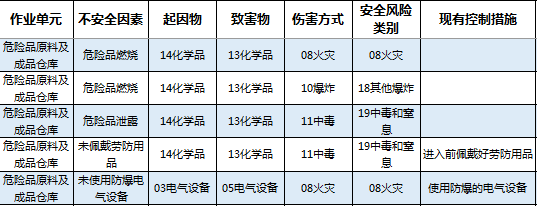 作业单元 不安全因素 起因物 致害物 伤害方式 安全风险类别 现有控制措施
危险品原料及成品仓库 危险品燃烧 14化学品 13化学品 08火灾 08火灾
危险品原料及成品仓库 危险品燃烧 14化学品 13化学品 10爆炸 18其他爆炸
危险品原料及成品仓库 危险品泄露 14化学品 13化学品 11中毒 19中毒和窒息
危险品原料及成品仓库 未佩戴劳防用品 14化学品 13化学品 11中毒 19中毒和窒息 进入前佩戴好劳防用品
危险品原料及成品仓库 未使用防爆电气设备 03电气设备 05电气设备 08火灾 08火灾 使用防爆的电气设备